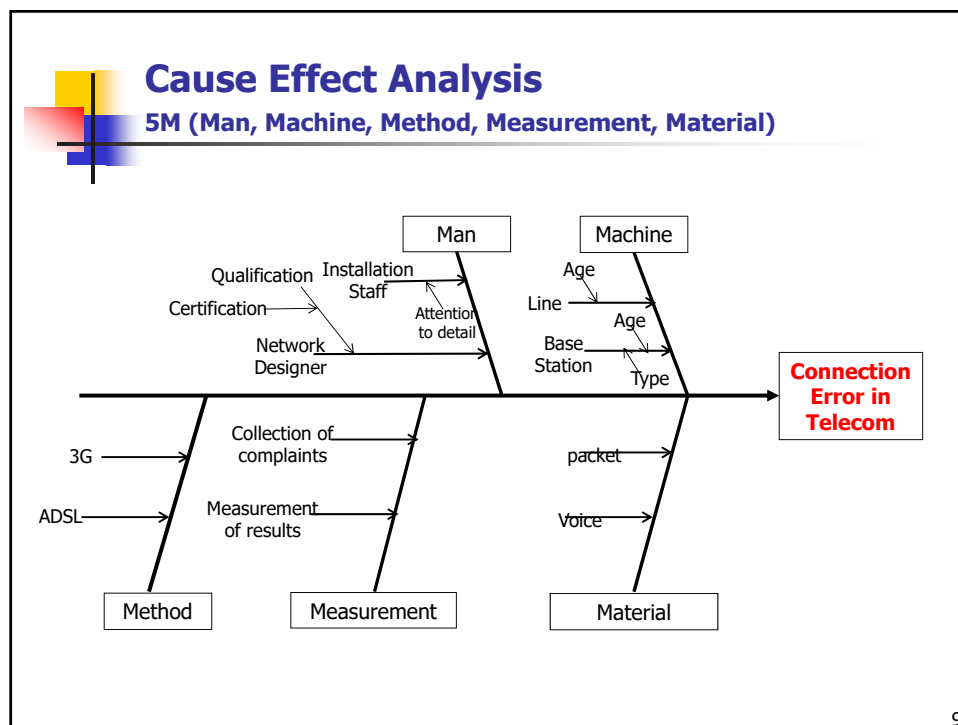 Cause Effect Analysis
5M (Man, Machine, Method, Measurement, Material)
Man
Machine
Qualification
Installation
Staff
Age
Certification
Attention
to detail
Line
Age
Network
Designer
Base
Station
Type
Connection
Error in
Telecom
Collection of
complaints
3G
packet
ADSL
Measurement
of results
Voice
Method
Measurement
Material